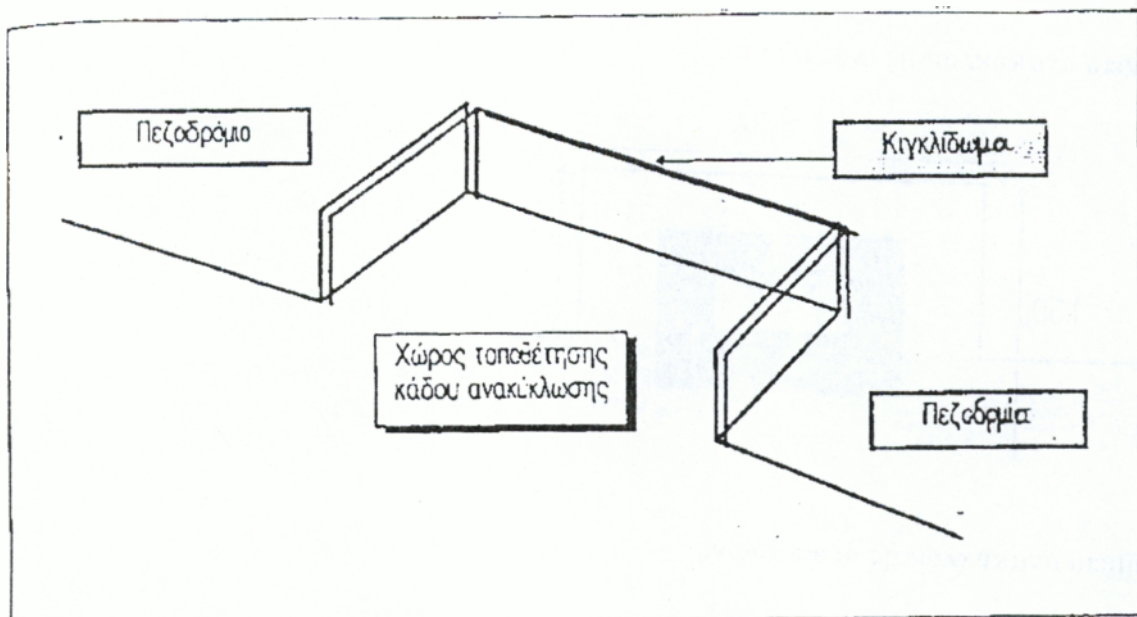 Πεζοδρόμιο
Κιγκλίδωμα
Χώρος τοποθέτησης
κάδου ανακύκλωσης
Πεζοδρμία